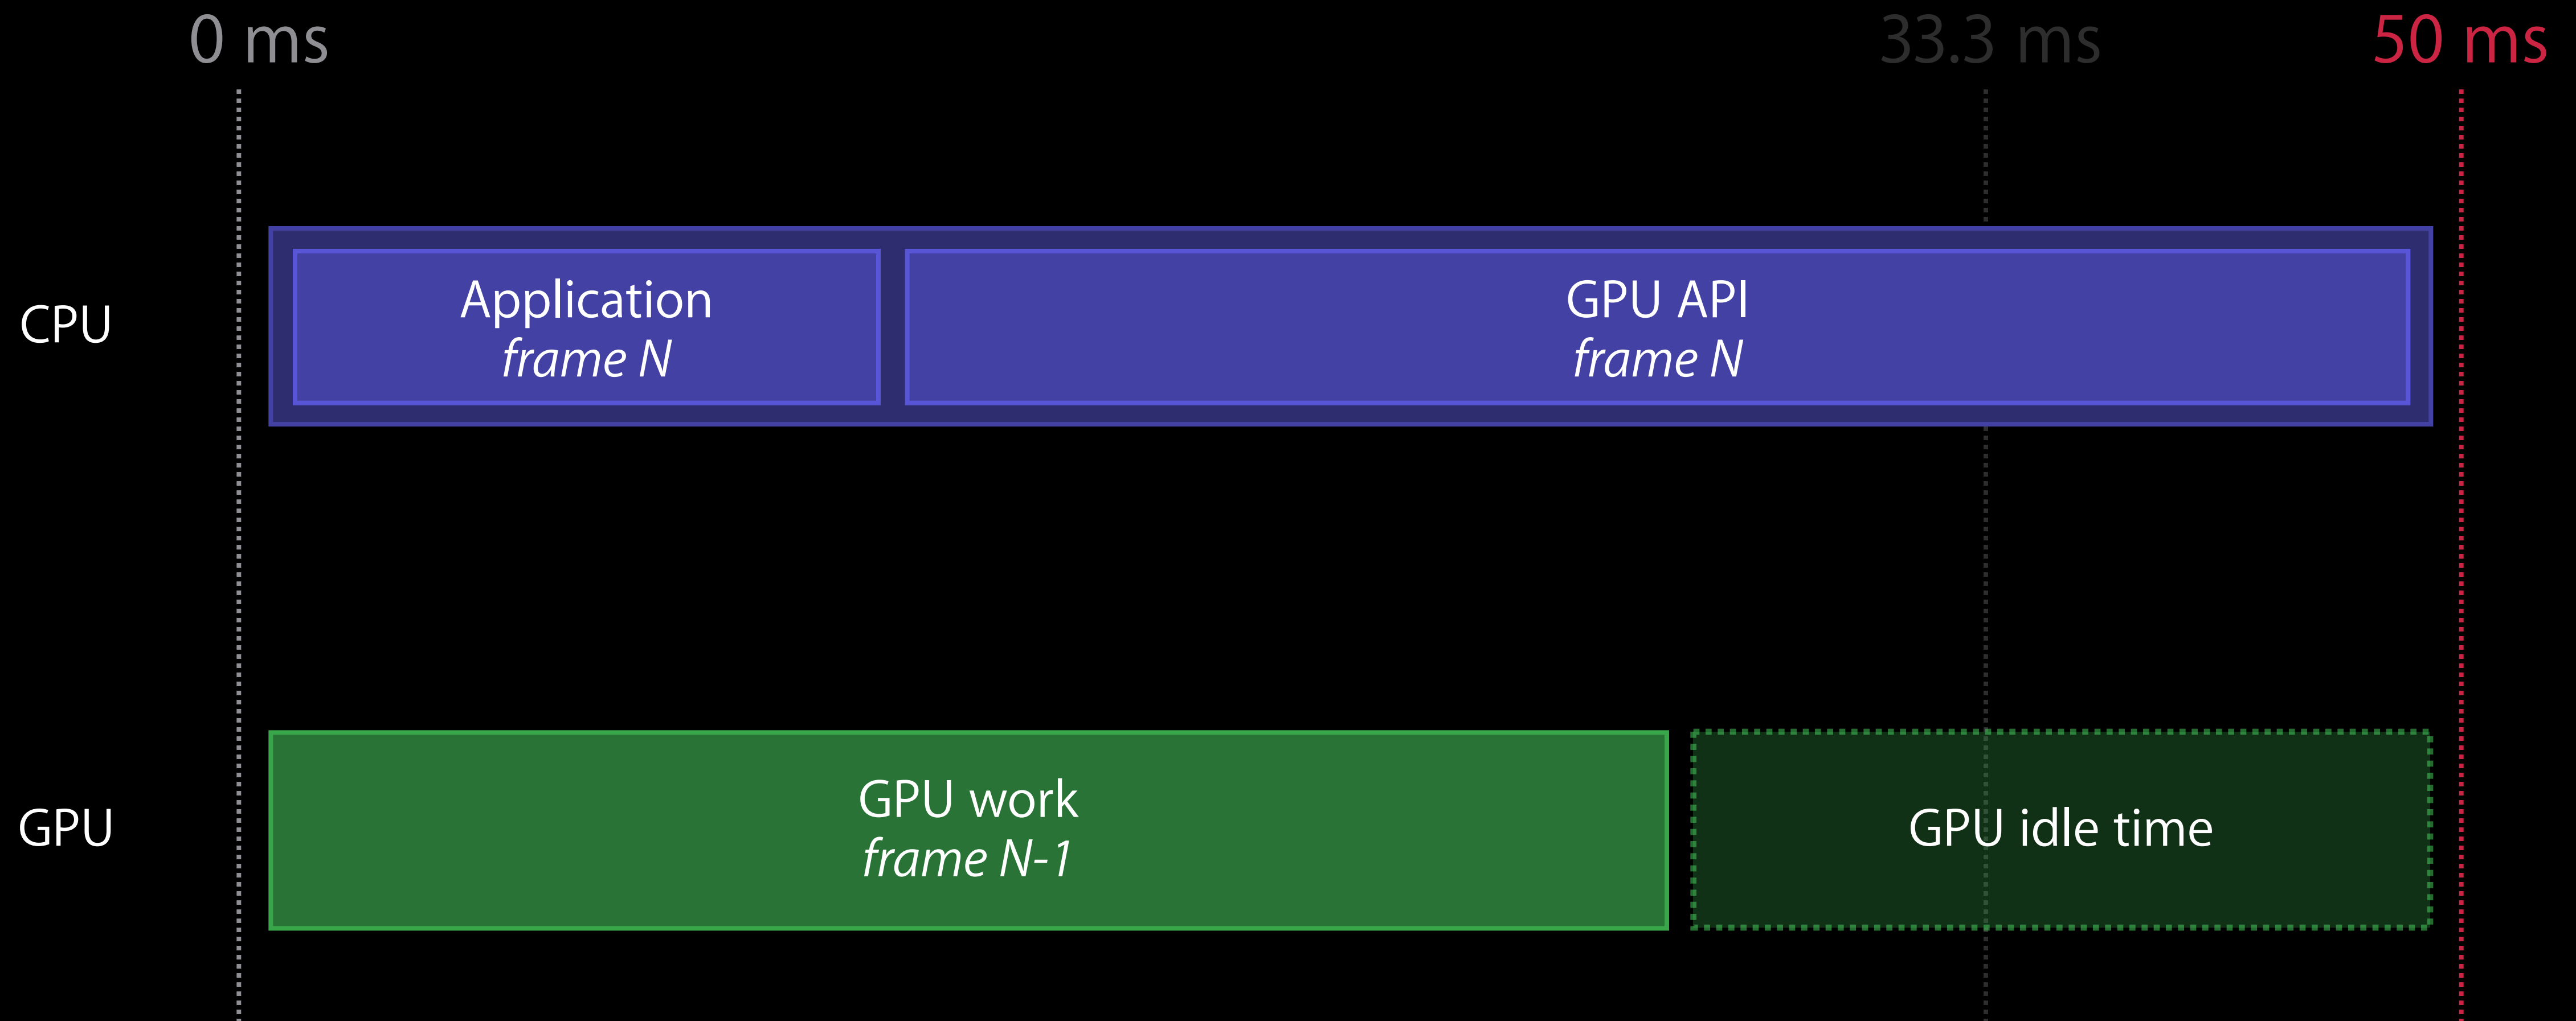 0 ms
33.3 ms
50 ms
CPU
Application
frame N
GPU API
frame N
GPU
GPU work
frame N-1
GPU idle time